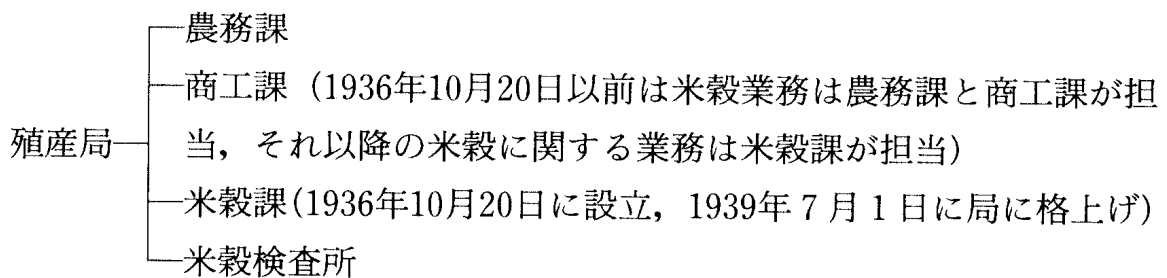 農務課
商工課（1936年10月20日以前は米穀業務は農務課と商工課が担
殖産局
当，それ以降の米穀に関する業務は米穀課が担当）
米穀課(1936年10月20日に設立，1939年7月1日に局に格上げ)
米穀検査所